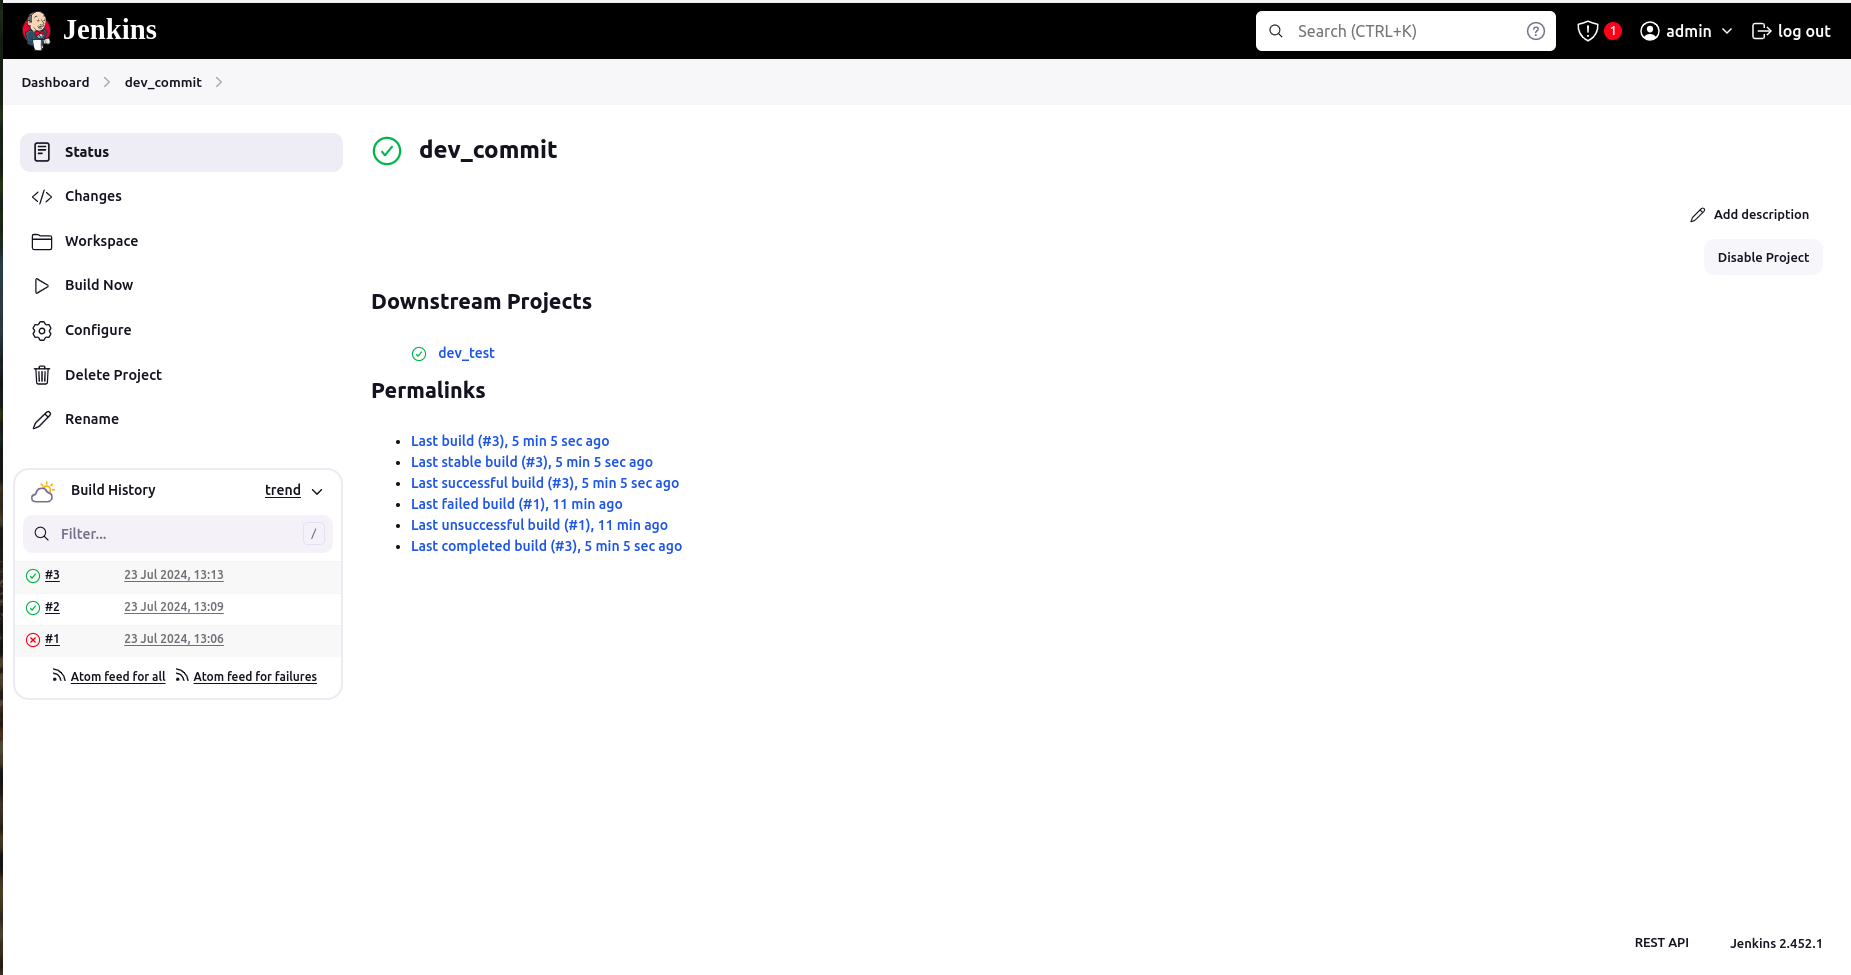 Jenkins
Search (CTRL+K)
?
1
admin
log out
Dashboard
dev_commit
Status
Changes
Workspace
Build Now
Configure
Delete Project
Rename
Build History
trend
Filter...
/
#3 23 Jul 2024, 13:13
#2 23 Jul 2024, 13:09
#1 23 Jul 2024, 13:06
Atom feed for all Atom feed for failures
dev_commit
Add description
Disable Project
Downstream Projects
dev_test
Permalinks
Last build (#3), 5 min 5 sec ago
Last stable build (#3), 5 min 5 sec ago
Last successful build (#3), 5 min 5 sec ago
Last failed build (#1), 11 min ago
Last unsuccessful build (#1), 11 min ago
Last completed build (#3), 5 min 5 sec ago
REST API
Jenkins 2.452.1